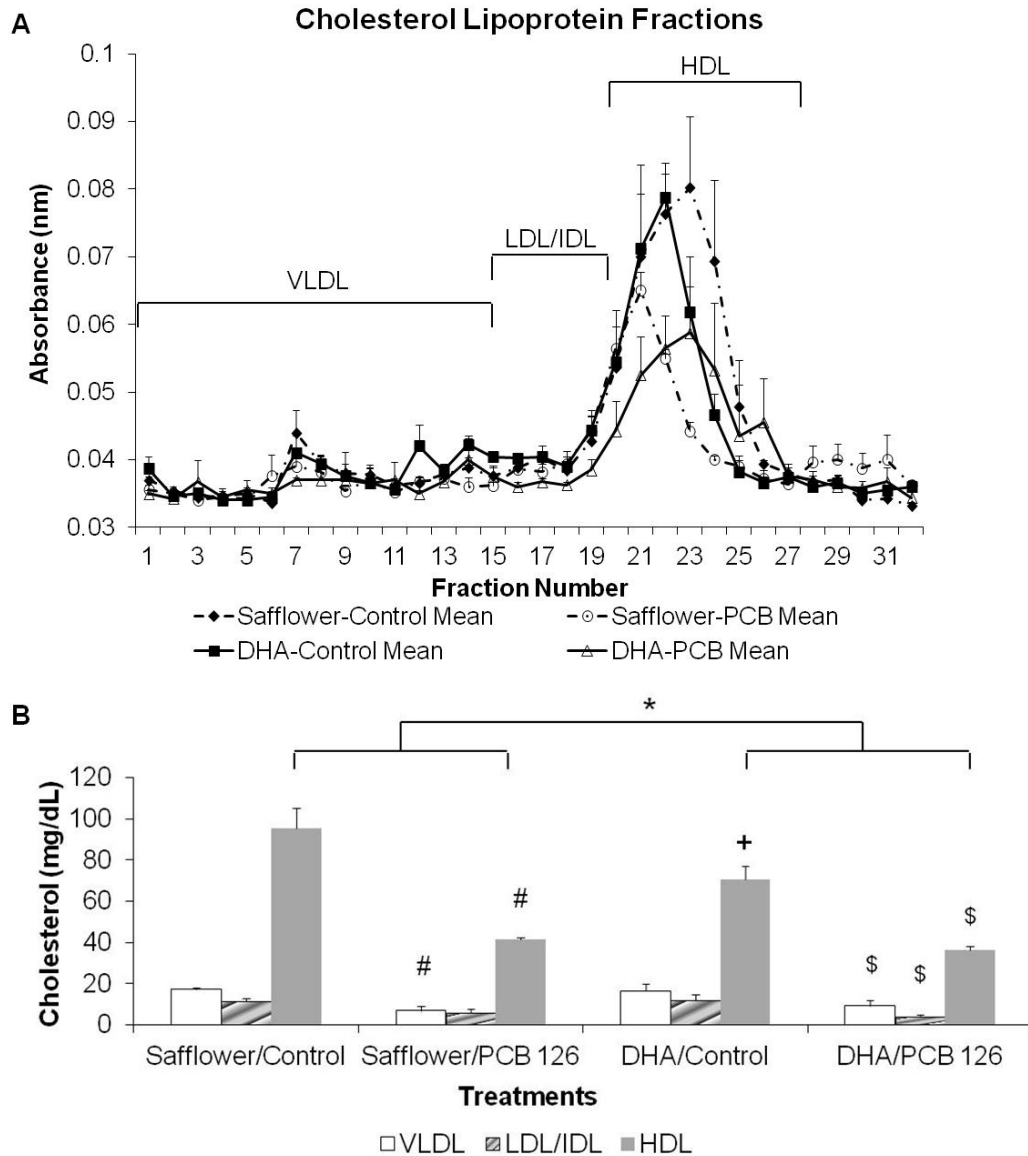 A
Cholesterol Lipoprotein Fractions
HDL
LDL/IDL
VLDL
Absorbance (nm)
0.1
0.09
0.08
0.07
0.06
0.05
0.04
0.03
1 3 5 7 9 11 13 15 17 19 21 23 25 27 29 31
Fraction Number
Safflower-Control Mean
Safflower-PCB Mean
DHA-Control Mean
DHA-PCB Mean
B
*
Cholesterol (mg/dL)
120
100
80
60
40
20
0
# #
+
$ $ $
Safflower/Control Safflower/PCB 126 DHA/Control DHA/PCB 126
Treatments
VLDL LDL/IDL HDL